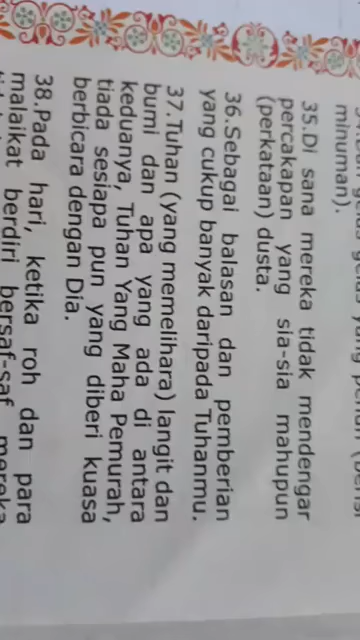 minuman).
35.Di sana mereka tidak mendengar
percakapan yang sia-sia mahupun
(perkataan) dusta.
36.Sebagai balasan dan pemberian
yang cukup banyak daripada Tuhanmu.
37.Tuhan (yang memelihara) langit dan
bumi dan apa yang ada di antara
keduanya, Tuhan Yang Maha Pemurah,
tiada sesiapa pun yang diberi kuasa
berbicara dengan Dia.
38.Pada hari, ketika roh dan para
malaikat berdiri bersaf-saf mereka